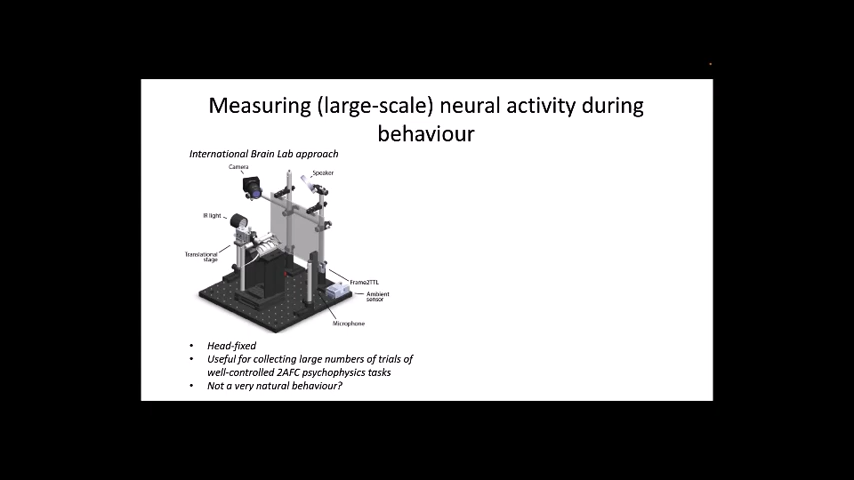 Measuring (large-scale) neural activity during
behaviour
International Brain Lab approach
Camera
Speaker
IR light
Translational
stage
Frame2TTL
Ambient
sensor
Microphone
• Head-fixed
• Useful for collecting large numbers of trials of
well-controlled 2AFC psychophysics tasks
• Not a very natural behaviour?